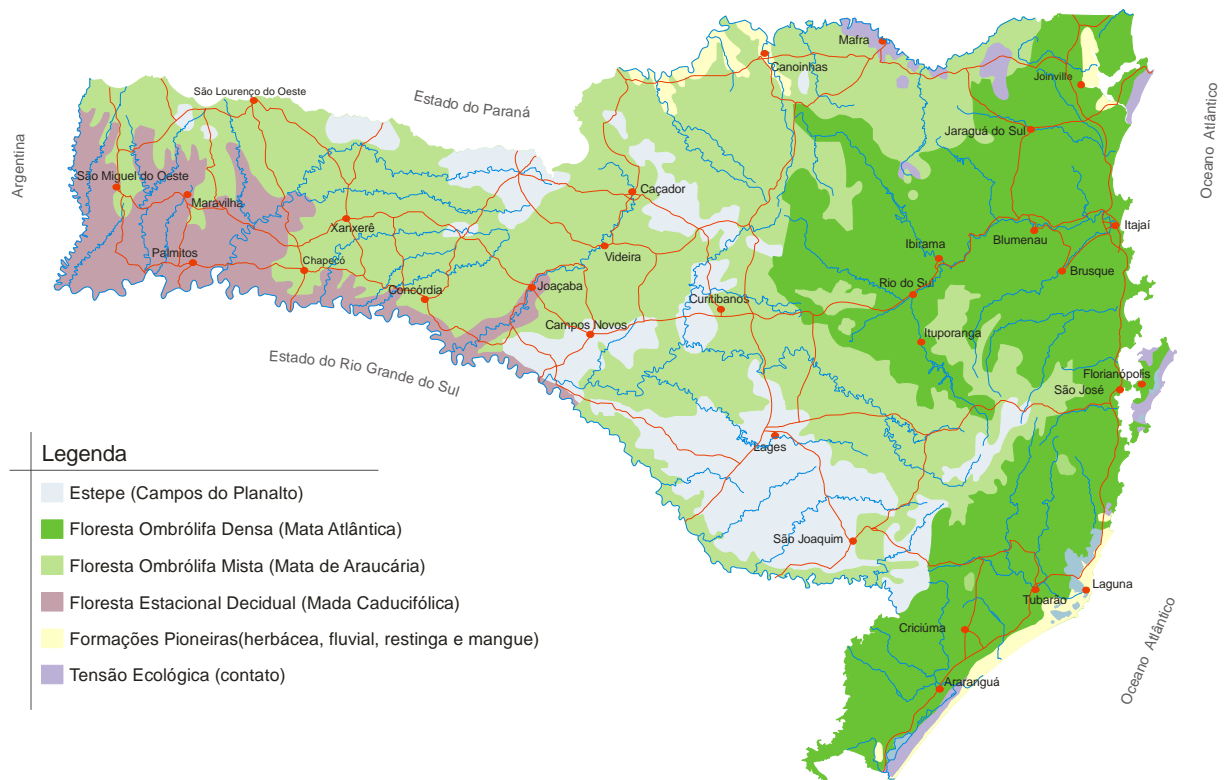 Mafra
Canoinhas
Joinville
São Lourenço do Oeste
Estado do Paraná
Oceano Atlântico
Argentina
Jaraguá do Sul
São Miguel do Oeste
Maravilha
Caçador
Xanxerê
Itajaí
Blumenau
Ibirama
Videira
Palmitos
Chapecó
Brusque
Rio do Sul
Joaçaba
Concórdia
Curitibanos
Campos Novos
Ituporanga
Estado do Rio Grande do Sul
Florianópolis
São José
Lages
Legenda
Estepe (Campos do Planalto)
Floresta Ombrólifa Densa (Mata Atlântica)
São Joaquim
Floresta Ombrólifa Mista (Mata de Araucária)
Laguna
Tubarão
Floresta Estacional Decidual (Mada Caducifólica)
Criciúma
Formações Pioneiras(herbácea, fluvial, restinga e mangue)
Oceano Atlântico
Tensão Ecológica (contato)
Araranguá